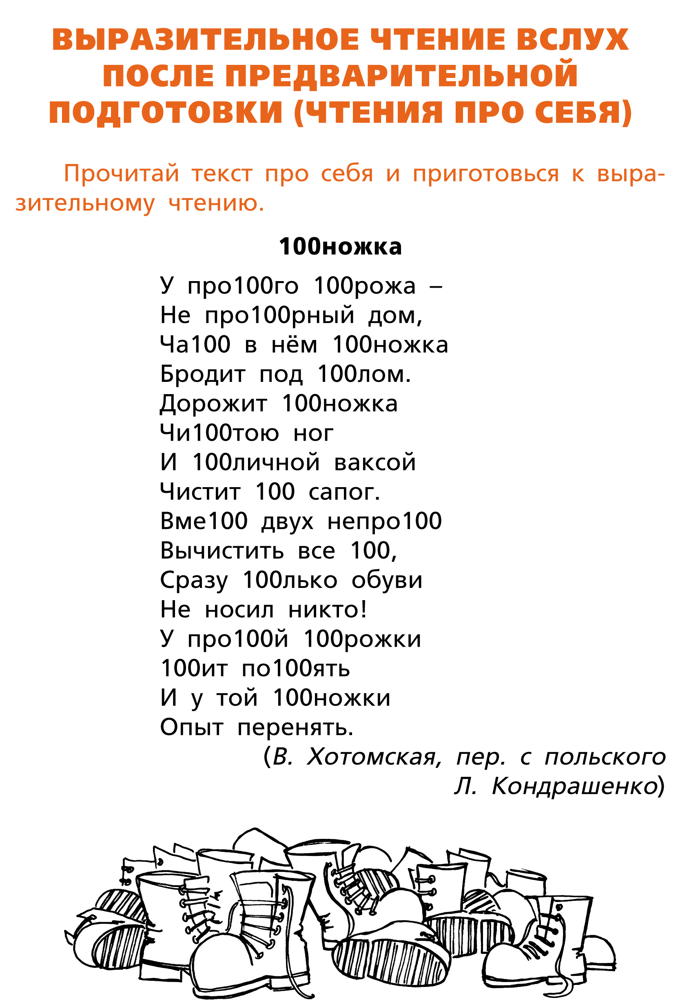 ВЫРАЗИТЕЛЬНОЕ ЧТЕНИЕ ВСЛУХ
ПОСЛЕ ПРЕДВАРИТЕЛЬНОЙ
ПОДГОТОВКИ (ЧТЕНИЯ ПРО СЕБЯ)
Прочитай текст про себя и приготовься к выра-
зительному чтению.
100ножка
У про100го 100рожа –
Не про100рный дом,
Ча100 в нём 100ножка
Бродит под 100лом.
Дорожит 100ножка
Чи100тою ног
И 100личной ваксой
Чистит 100 сапог.
Вме100 двух непро100
Вычистить все 100,
Сразу 100лько обуви
Не носил никто!
У про100й 100рожки
100ит по100ять
И у той 100ножки
Опыт перенять.
(В. Хотомская, пер. с польского
Л. Кондрашенко)